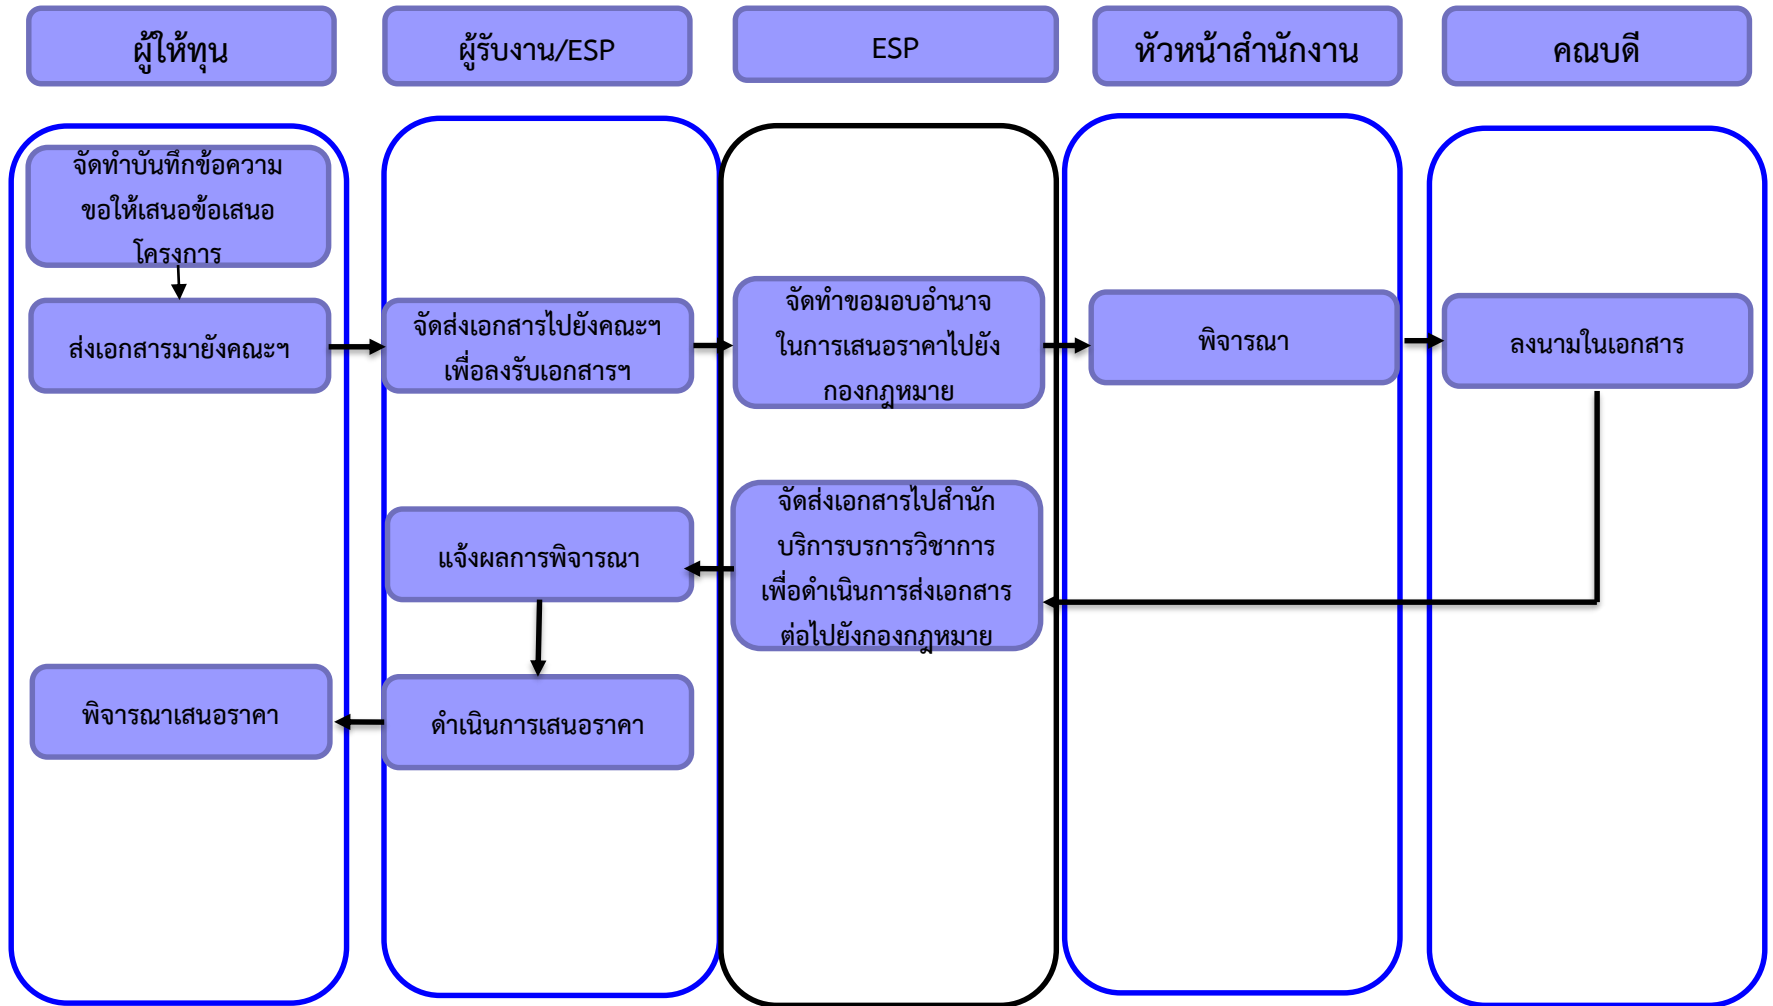 ผู้ให้ทุน
ผู้รับงาน/ESP
ESP
หัวหน้าสำนักงาน
คณบดี
จัดทำบันทึกข้อความ
ขอให้เสนอข้อเสนอ
โครงการ
ส่งเอกสารมายังคณะฯ
จัดส่งเอกสารไปยังคณะฯ
เพื่อลงรับเอกสารฯ
จัดทำขอมอบอำนาจ
ในการเสนอราคาไปยัง
กองกฎหมาย
พิจารณา
ลงนามในเอกสาร
จัดส่งเอกสารไปสำนัก
บริการบรการวิชาการ
เพื่อดำเนินการส่งเอกสาร
ต่อไปยังกองกฎหมาย
แจ้งผลการพิจารณา
ดำเนินการเสนอราคา
พิจารณาเสนอราคา